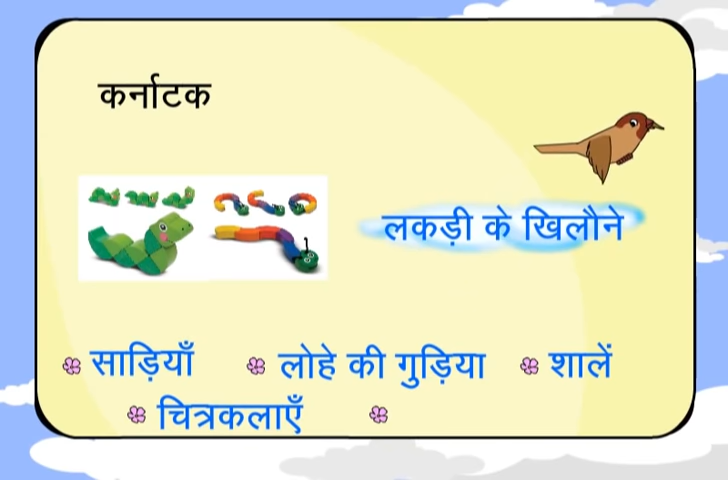 कर्नाटक
लकड़ी के खिलौने
साड़ियाँ लोहे की गुड़िया शालें
चित्रकलाएँ